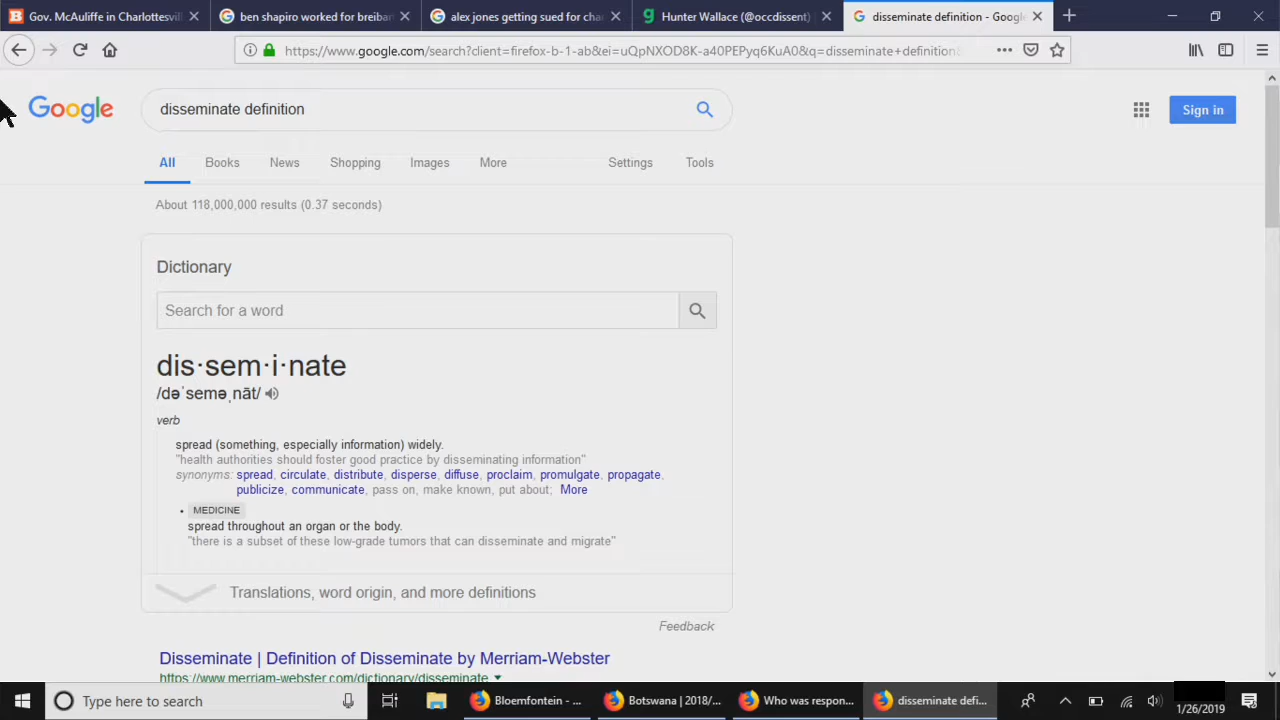 Gov. McAuliffe in Charlottesvill
ben shapiro worked for breibar
alex jones getting sued for cha
Hunter Wallace (@occdissent)
disseminate definition - Google
https://www.google.com/search?client=firefox-b-1-ab&ei=uQpNXOD8K-a40PEPyq6KuA0&q=disseminate+definition
Google
disseminate definition
Sign in
All Books News Shopping Images More Settings Tools
About 118,000,000 results (0.37 seconds)
Dictionary
Search for a word
dis·sem·i·nate
/dəˈseməˌnāt/
verb
spread (something, especially information) widely.
"health authorities should foster good practice by disseminating information"
synonyms: spread, circulate, distribute, disperse, diffuse, proclaim, promulgate, propagate,
publicize, communicate, pass on, make known, put about; More
MEDICINE
spread throughout an organ or the body.
"there is a subset of these low-grade tumors that can disseminate and migrate"
Translations, word origin, and more definitions
Feedback
Disseminate | Definition of Disseminate by Merriam-Webster
https://www.merriam-webster.com/dictionary/disseminate
Type here to search
Bloemfontein - ...
Botswana | 2018/...
Who was respon...
disseminate defi...
1/26/2019